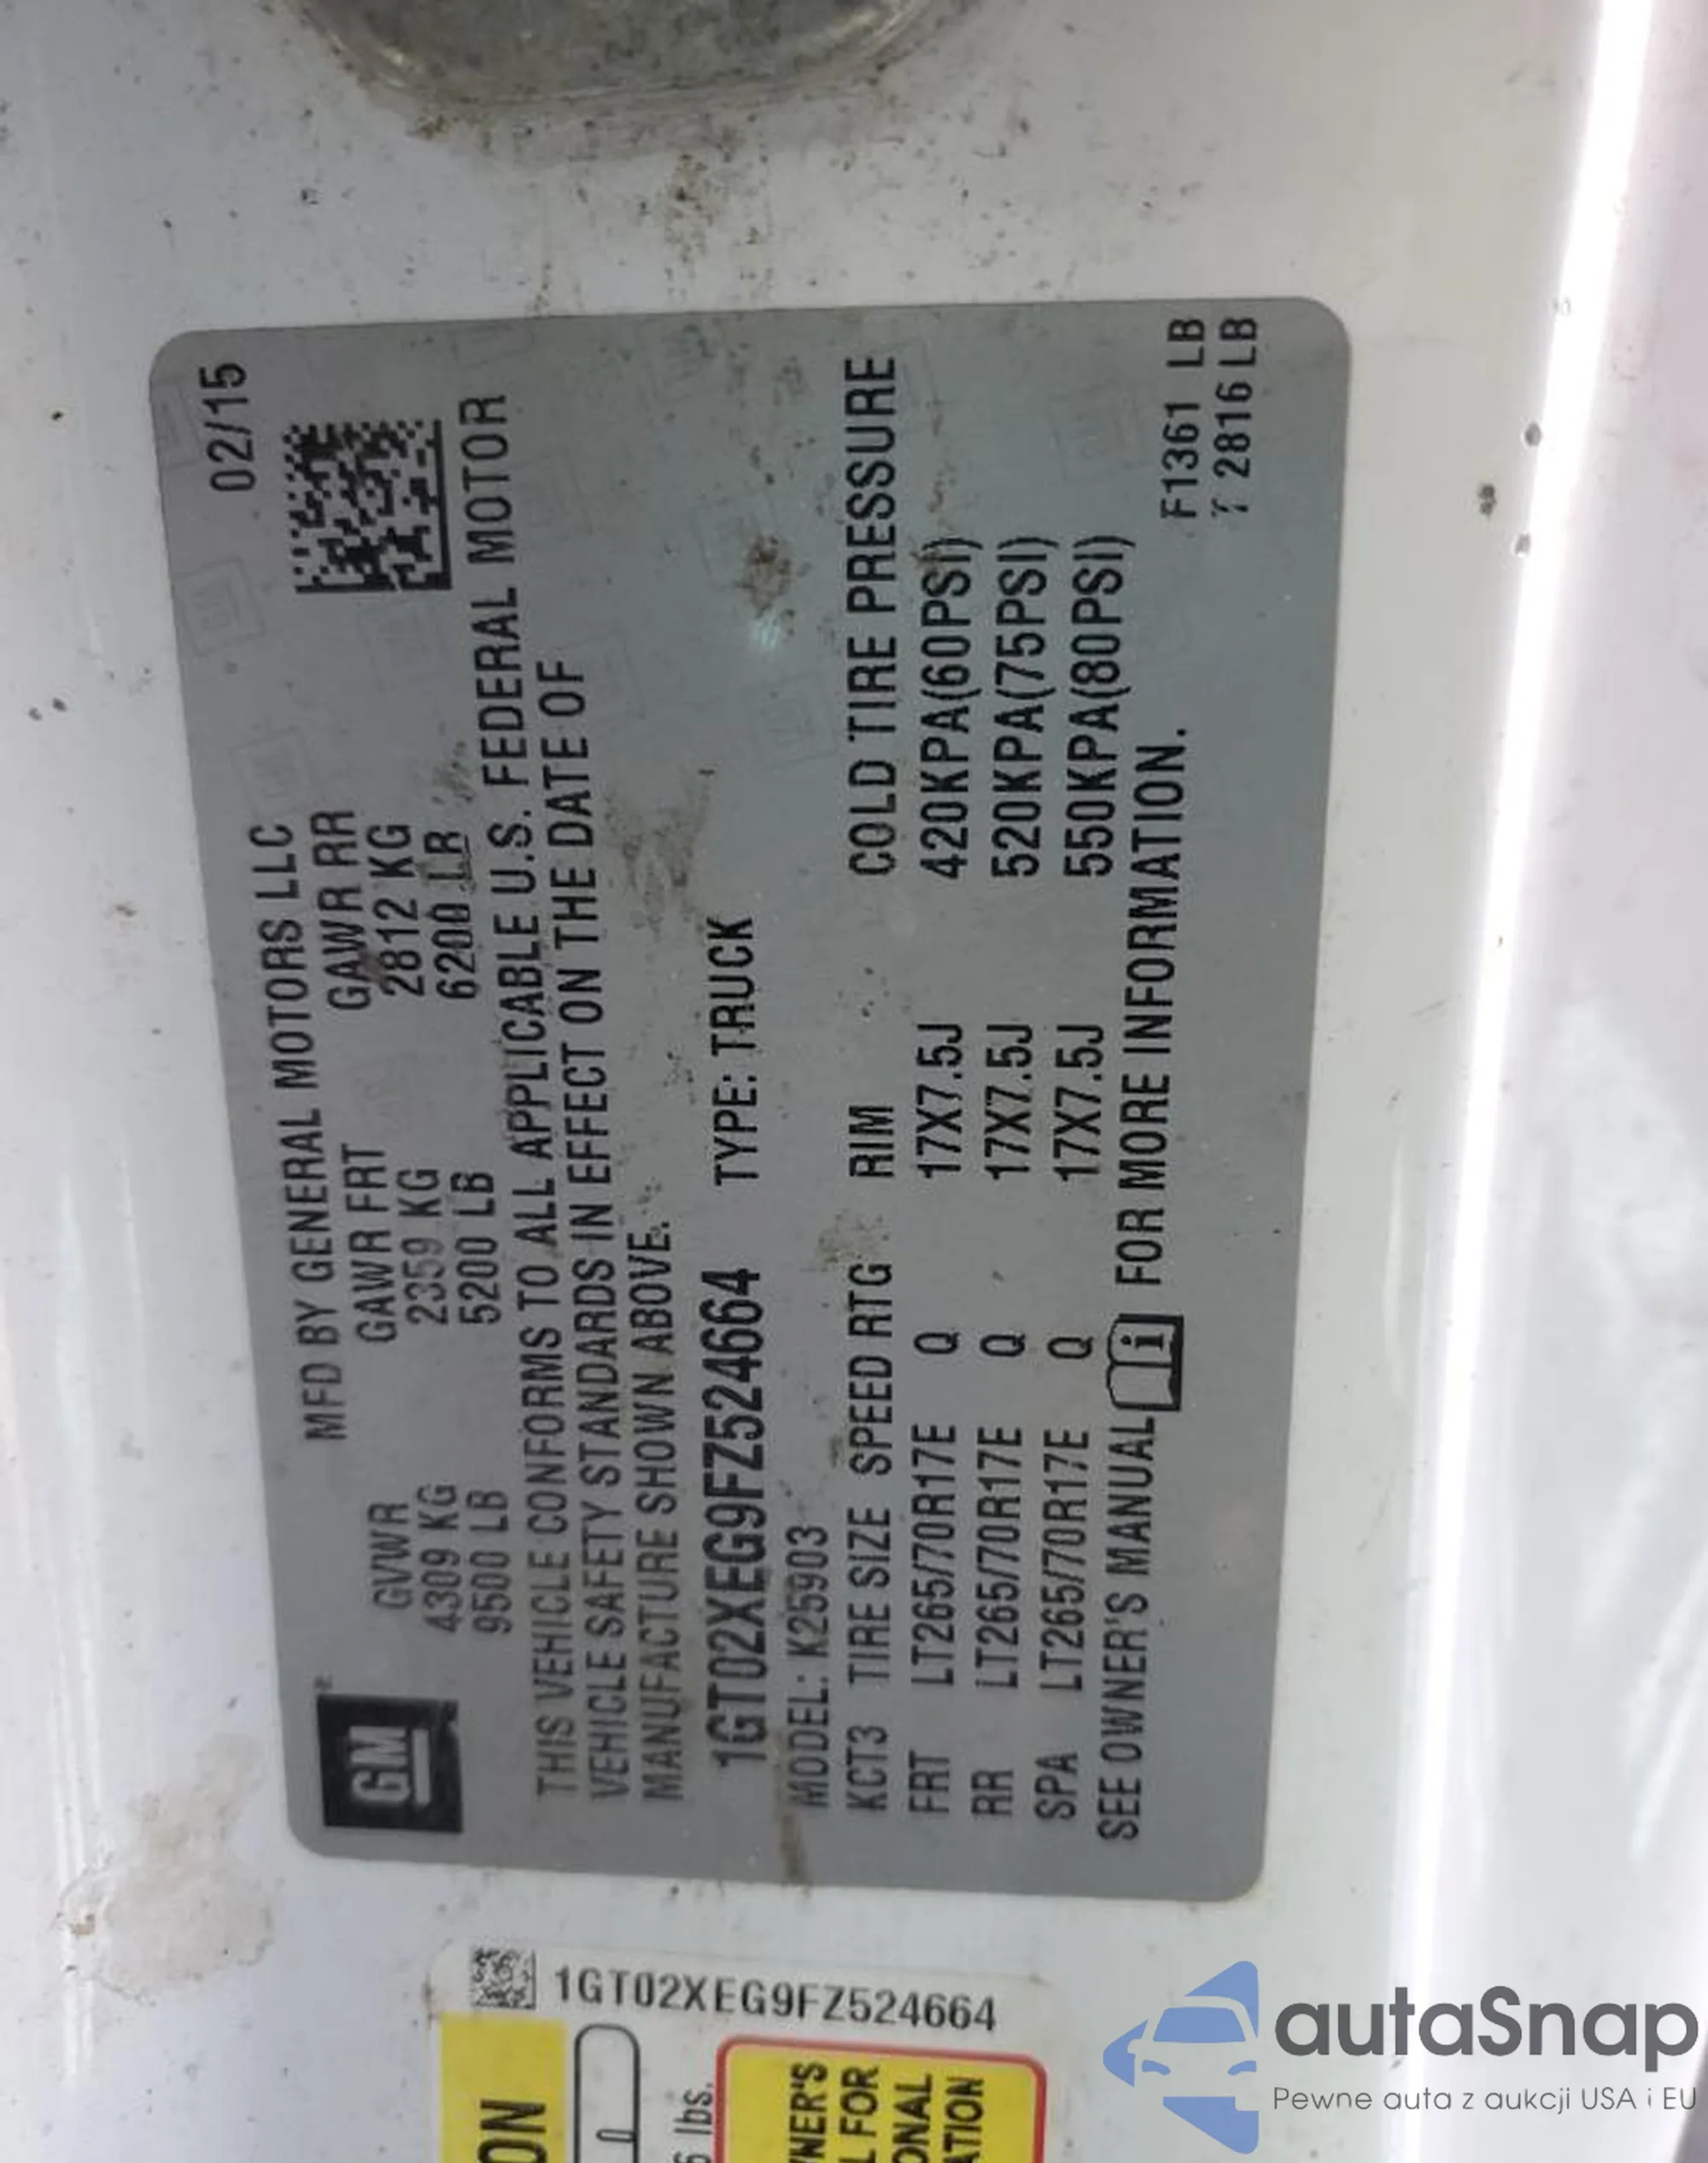 02/15
MFD BY GENERAL MOTORS LLC
GM
GVWR GAWR FRT GAWR RR
4309 KG 2359 KG 2812 KG
9500 LB 5200 LB 6200 LB
THIS VEHICLE CONFORMS TO ALL APPLICABLE U.S. FEDERAL MOTOR
VEHICLE SAFETY STANDARDS IN EFFECT ON THE DATE OF
MANUFACTURE SHOWN ABOVE.
1GT02XEG9FZ524664 TYPE: TRUCK
MODEL: K25903
KCT3 TIRE SIZE SPEED RTG RIM COLD TIRE PRESSURE
FRT LT265/70R17E Q 17X7.5J 420KPA(60PSI)
RR LT265/70R17E Q 17X7.5J 520KPA(75PSI)
SPA LT265/70R17E Q 17X7.5J 550KPA(80PSI)
SEE OWNER'S MANUAL i FOR MORE INFORMATION.
F1361 LB
2816 LB
1GT02XEG9FZ524664
lbs.
FOR
autaSnap
Pewne auta z aukcji USA i EU